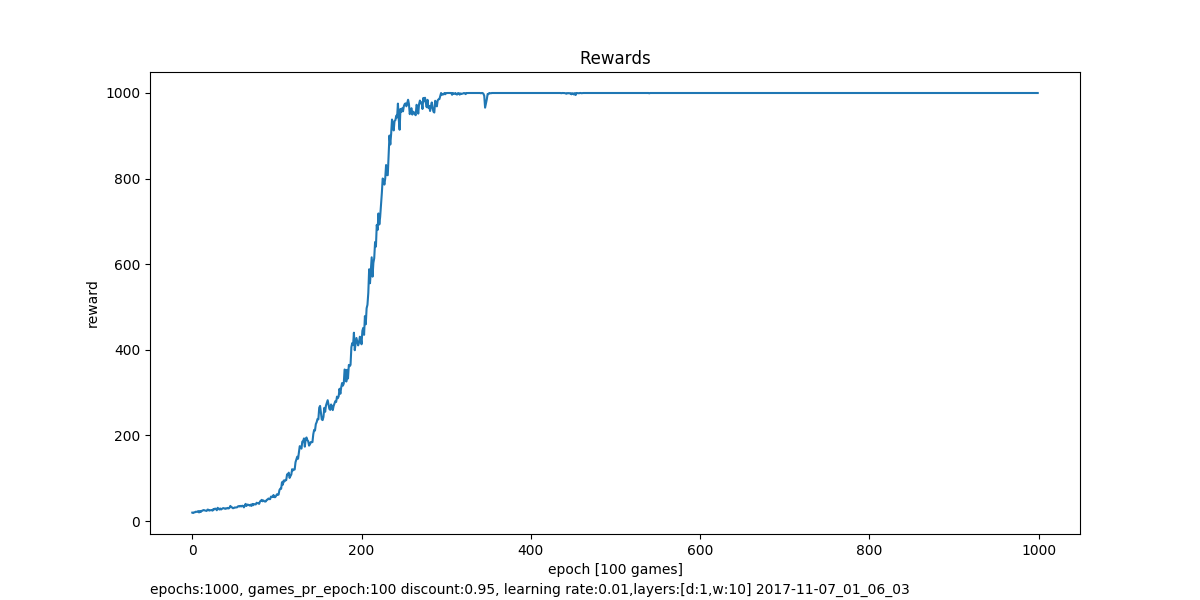 Rewards
1000
800
600
400
200
0
reward
0 200 400 600 800 1000
epoch [100 games]
epochs:1000, games_pr_epoch:100 discount:0.95, learning rate:0.01,layers:[d:1,w:10] 2017-11-07_01_06_03